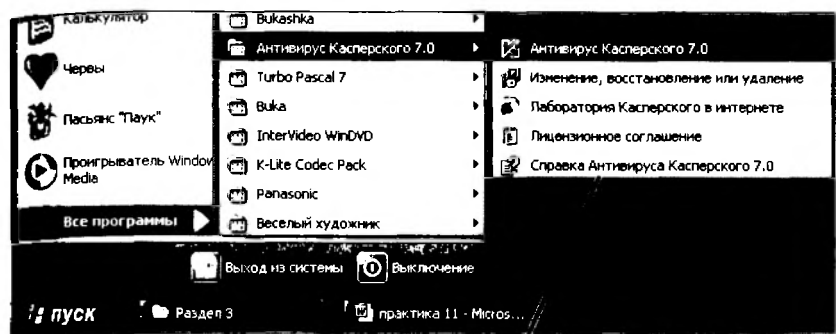 Калькулятор
Червы
Пасьянс "Паук"
Проигрыватель Window
Media
Все программы
Bukashka
Антивирус Касперского 7.0
Turbo Pascal 7
Buka
InterVideo WinDVD
K-Lite Codec Pack
Panasonic
Веселый художник
Антивирус Касперского 7.0
Изменение, восстановление или удаление
Лаборатория Касперского в интернете
Лицензионное соглашение
Справка Антивируса Касперского 7.0
Выход из системы
Выключение
пуск
Раздел 3
практика 11 - Micros...